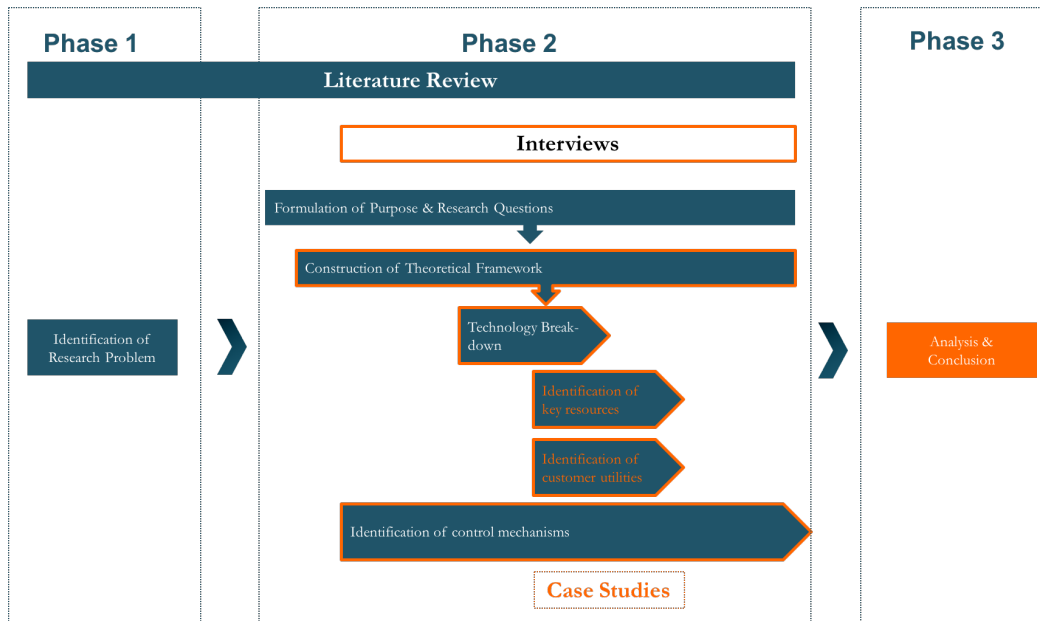 Phase 1
Phase 2
Phase 3
Literature Review
Interviews
Formulation of Purpose & Research Questions
Construction of Theoretical Framework
Technology Break-
down
Identification of
Research Problem
Analysis &
Conclusion
Identification of
key resources
Identification of
customer utilities
Identification of control mechanisms
Case Studies